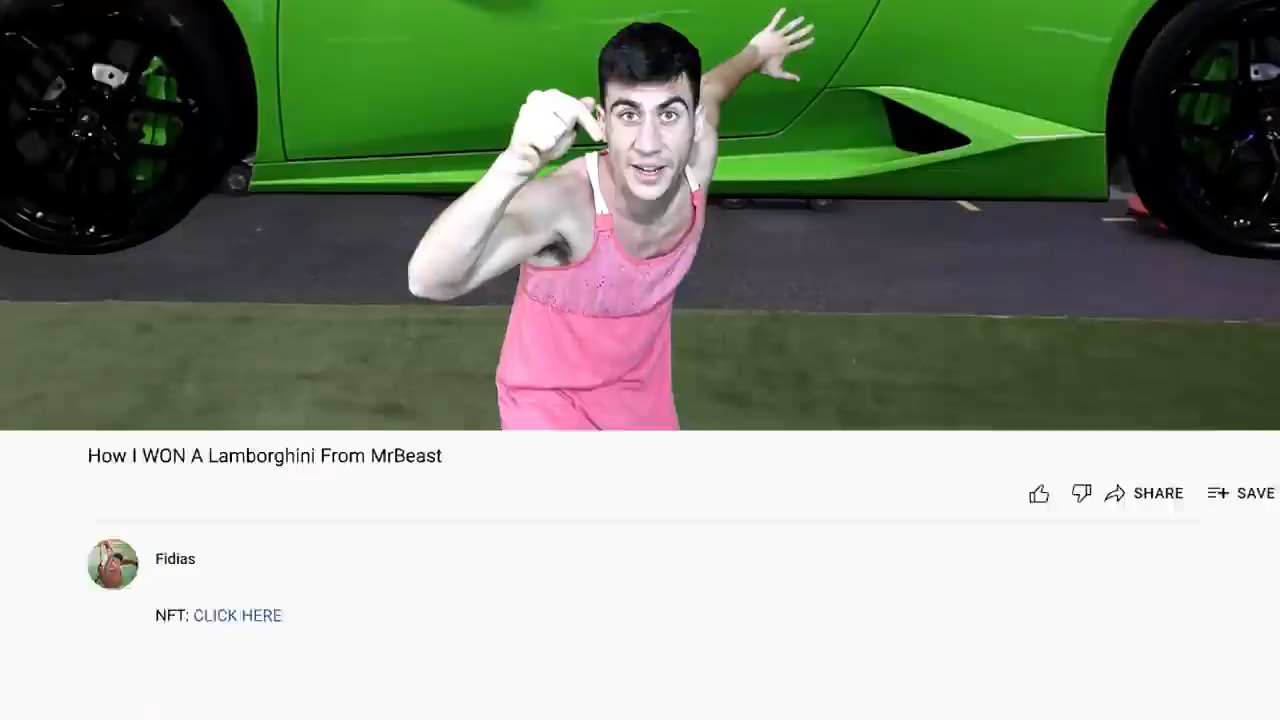 How I WON A Lamborghini From MrBeast
SHARE SAVE
Fidias
NFT: CLICK HERE